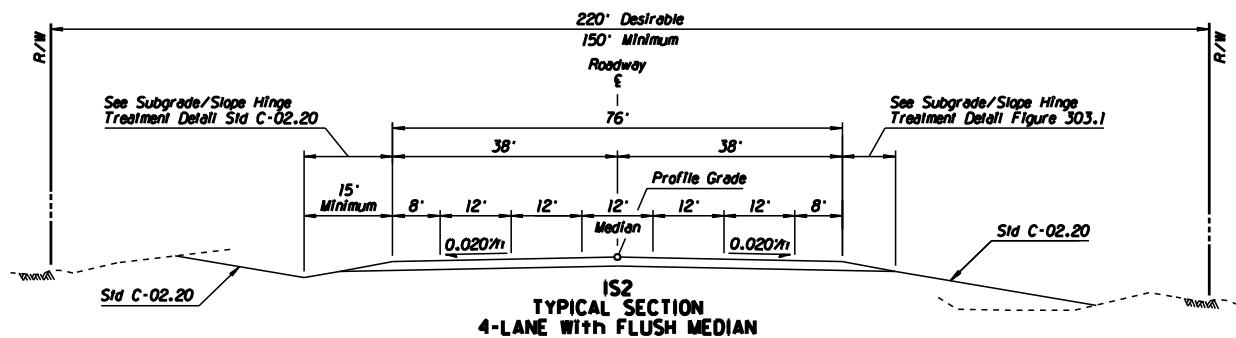 220' Desirable
150' Minimum
R/W
R/W
Roadway
℄
See Subgrade/Slope Hinge
Treatment Detail Std C-02.20
See Subgrade/Slope Hinge
Treatment Detail Figure 303.1
76'
38'
38'
Profile Grade
15'
Minimum
8'
12'
12'
12'
12'
12'
8'
Median
0.020'/ft
0.020'/ft
Std C-02.20
Std C-02.20
IS2
TYPICAL SECTION
4-LANE With FLUSH MEDIAN